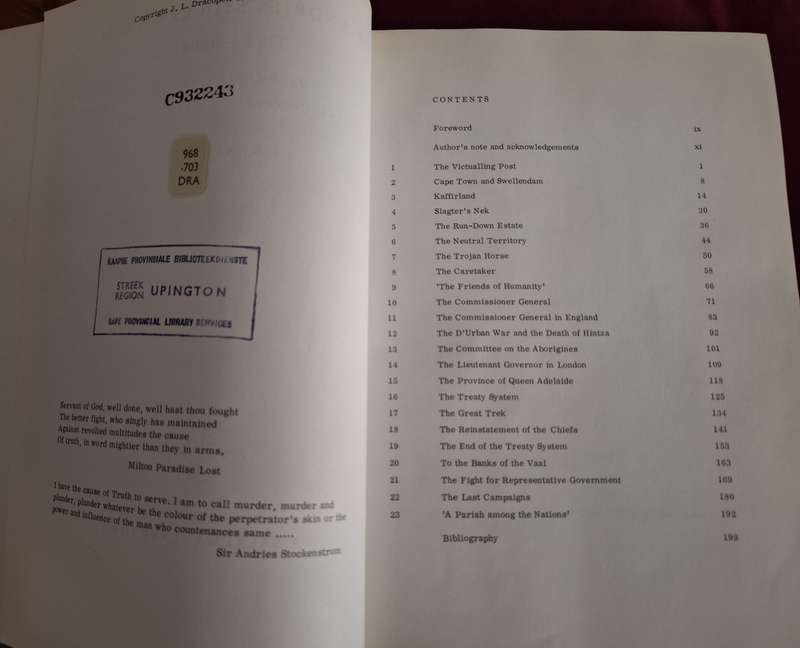 Copyright J. L. Dracopoli
C932243
968
.703
DRA
KAAPSE PROVINSIALE BIBLIOTEEKDIENSTE
STREEK
REGION UPINGTON
CAPE PROVINCIAL LIBRARY SERVICES
Servant of God, well done, well hast thou fought
The better fight, who singly has maintained
Against revolted multitudes the cause
Of truth, in word mightier than they in arms.
Milton Paradise Lost
I have the cause of Truth to serve. I am to call murder, murder and
plunder, plunder whatever be the colour of the perpetrator's skin or the
power and influence of the man who countenances same .....
Sir Andries Stockenstrom
CONTENTS
Foreword ix
Author's note and acknowledgements xi
1 The Victualling Post 1
2 Cape Town and Swellendam 8
3 Kaffirland 14
4 Slagter's Nek 30
5 The Run-Down Estate 36
6 The Neutral Territory 44
7 The Trojan Horse 50
8 The Caretaker 58
9 'The Friends of Humanity' 66
10 The Commissioner General 71
11 The Commissioner General in England 83
12 The D'Urban War and the Death of Hintza 92
13 The Committee on the Aborigines 101
14 The Lieutenant Governor in London 109
15 The Province of Queen Adelaide 118
16 The Treaty System 125
17 The Great Trek 134
18 The Reinstatement of the Chiefs 141
19 The End of the Treaty System 153
20 To the Banks of the Vaal 163
21 The Fight for Representative Government 169
22 The Last Campaigns 180
23 'A Pariah among the Nations' 192
Bibliography 199